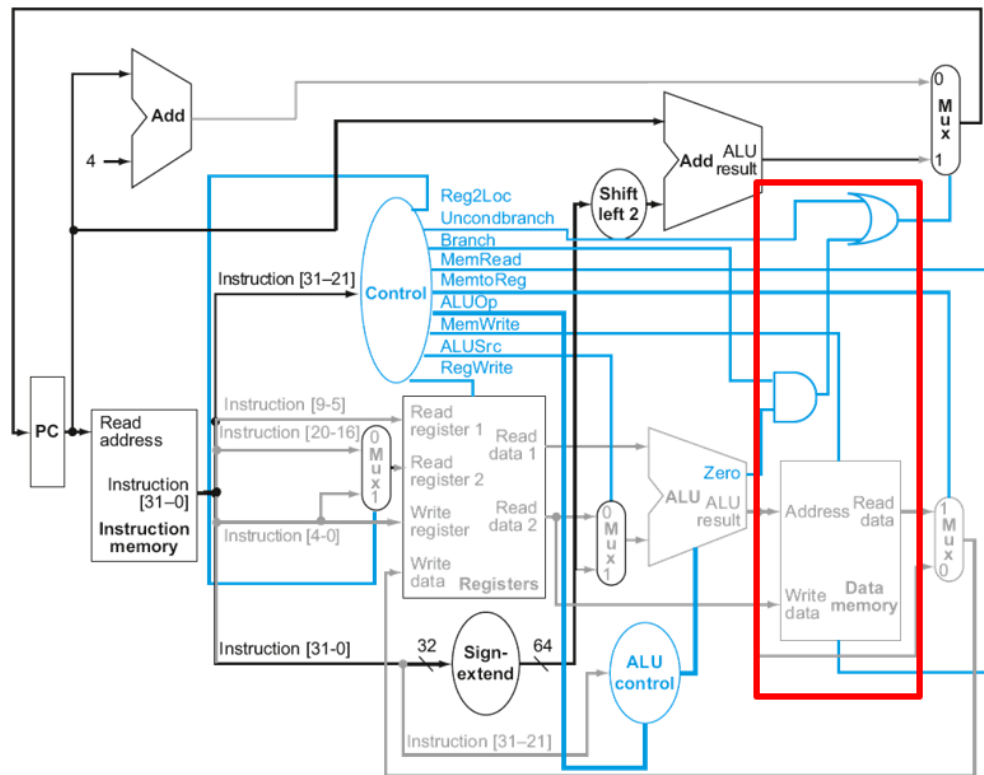 Add
4
0
Mux
1
Add
ALU
result
Shift
left 2
Reg2Loc
Uncondbranch
Branch
MemRead
MemtoReg
ALUOp
MemWrite
ALUSrc
RegWrite
Control
Instruction [31–21]
PC
Read
address
Instruction
[31–0]
Instruction
memory
Instruction [9-5]
Instruction [20-16]
Instruction [4-0]
0
Mux
1
Read
register 1
Read
register 2
Write
register
Write
data
Read
data 1
Read
data 2
Registers
0
Mux
1
Zero
ALU
ALU
result
Address
Read
data
Write
data
Data
memory
1
Mux
0
Instruction [31-0]
32
Sign-
extend
64
ALU
control
Instruction [31–21]